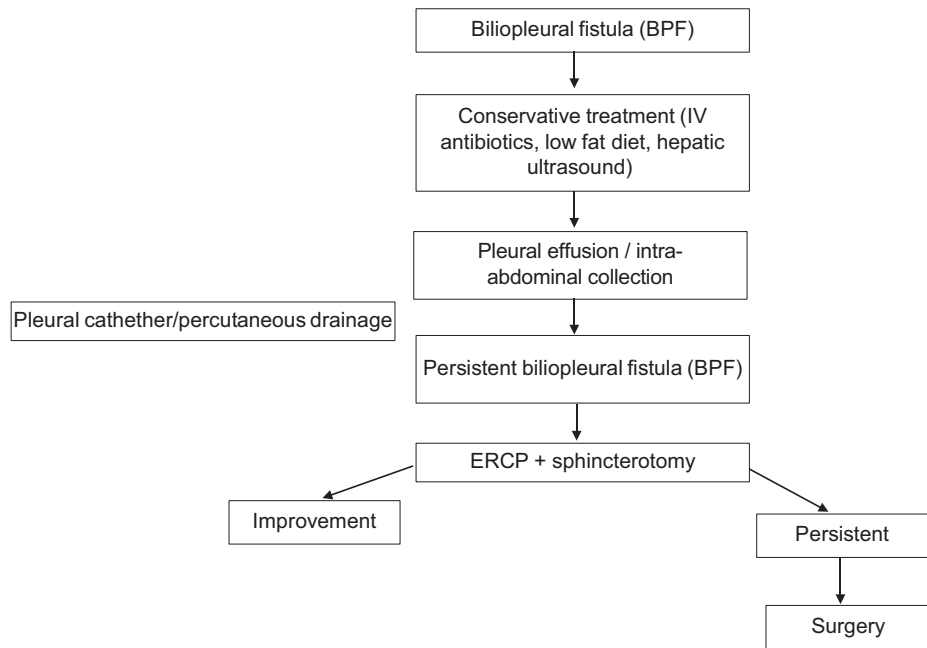 Biliopleural fistula (BPF)
Conservative treatment (IV
antibiotics, low fat diet, hepatic
ultrasound)
Pleural effusion / intra-
abdominal collection
Pleural cathether/percutaneous drainage
Persistent biliopleural fistula (BPF)
ERCP + sphincterotomy
Improvement
Persistent
Surgery